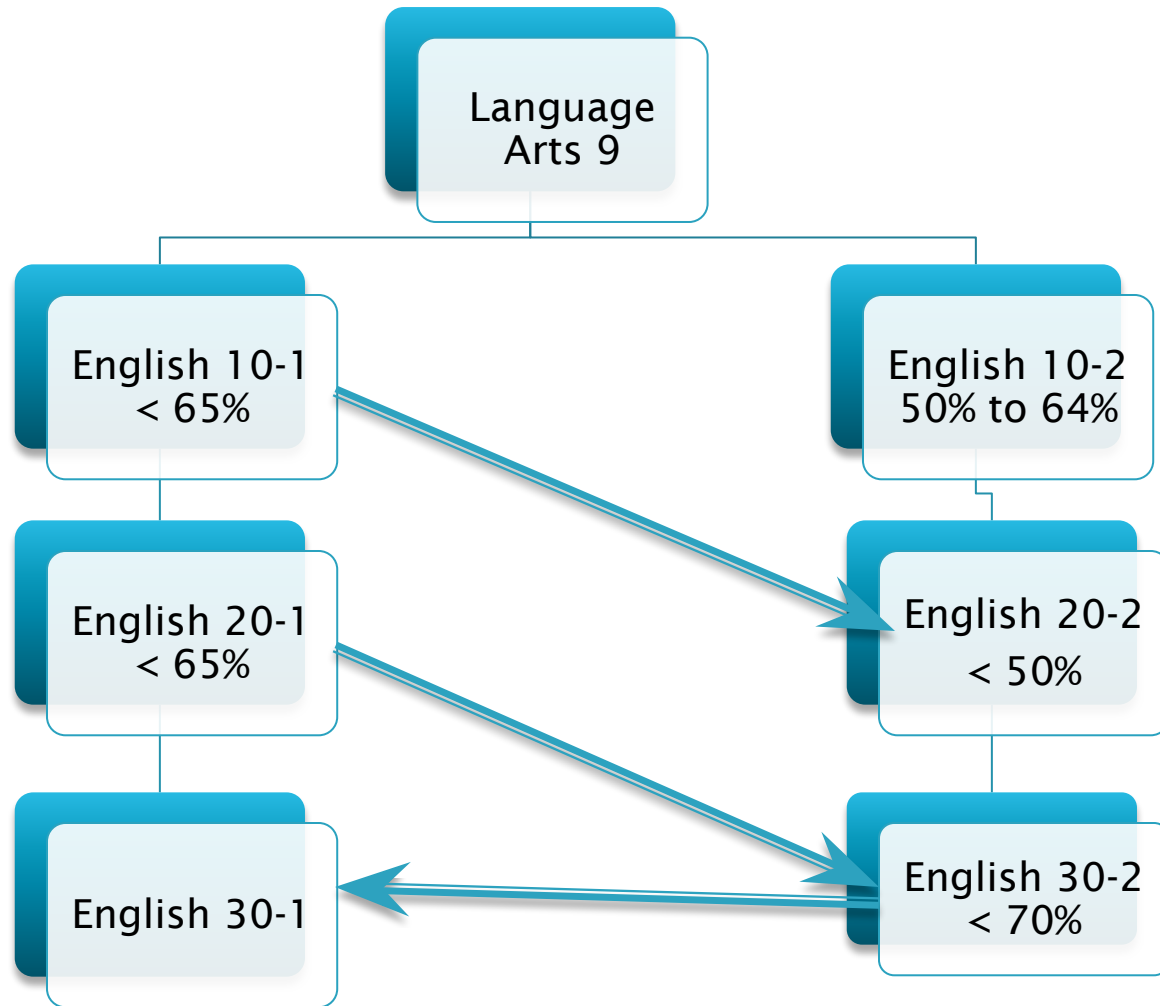 Language
Arts 9
English 10-1
< 65%
English 10-2
50% to 64%
English 20-1
< 65%
English 20-2
< 50%
English 30-1
English 30-2
< 70%